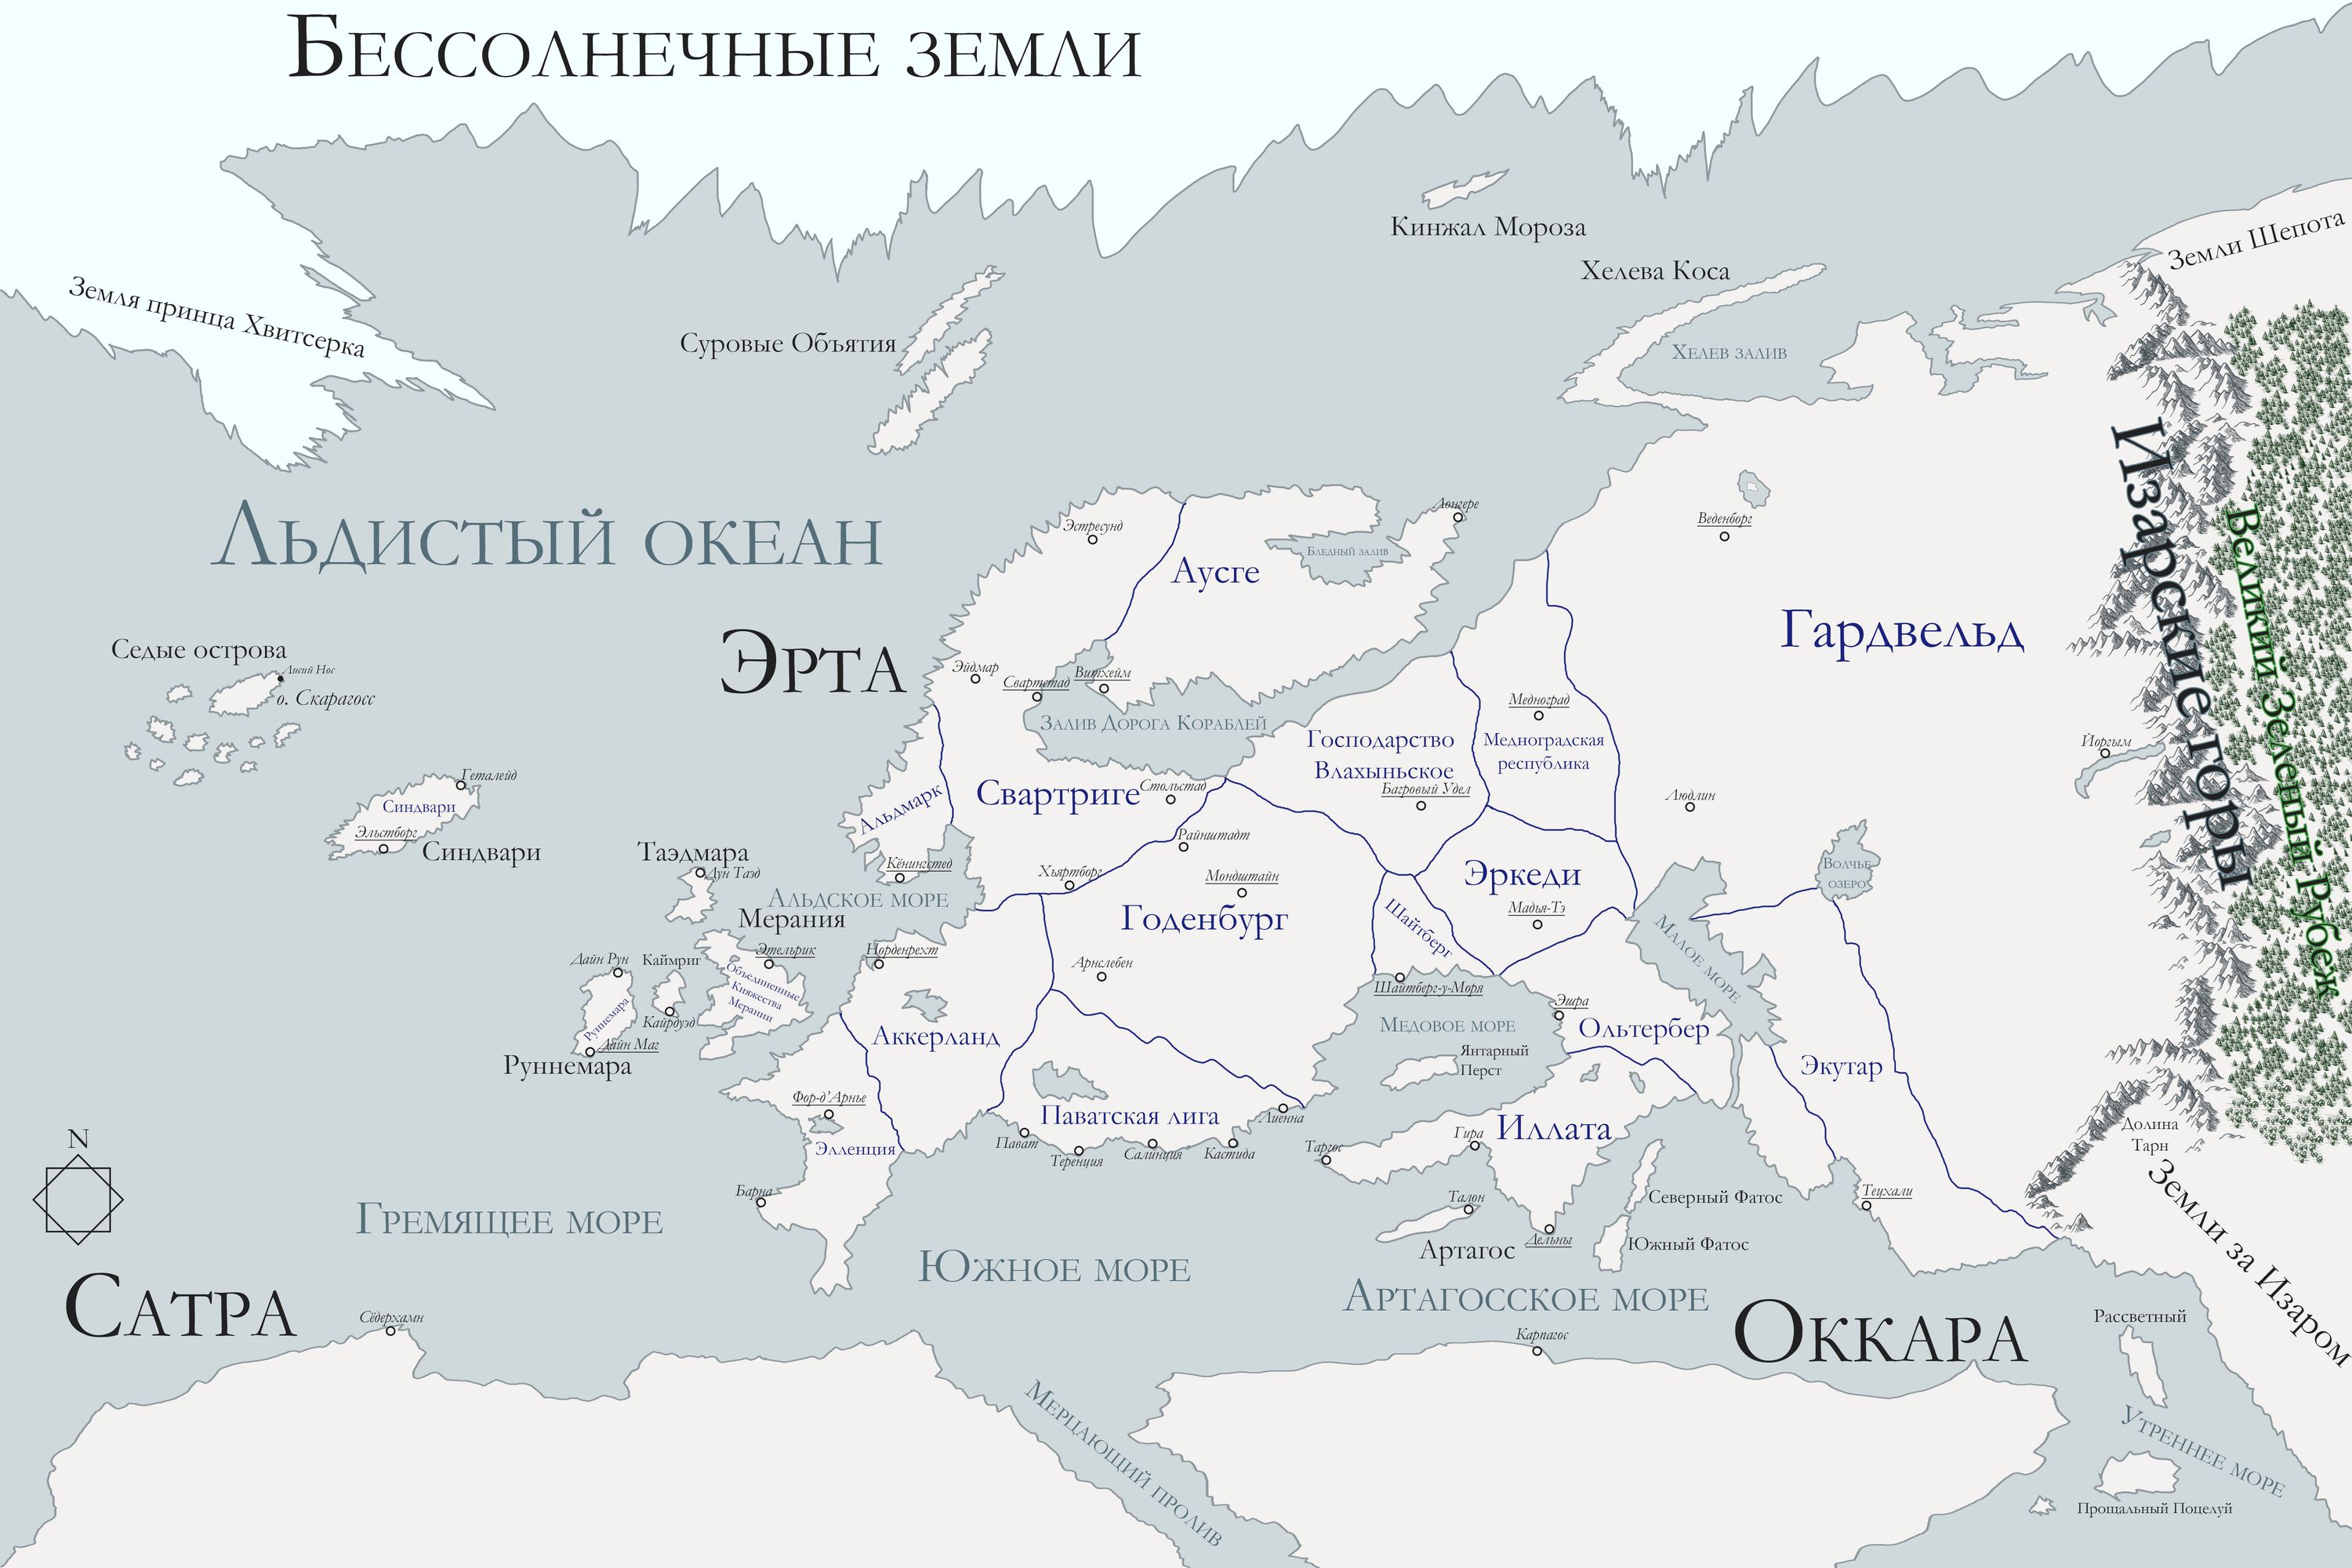 Бессолнечные земли
Кинжал Мороза
Земли Шепота
Хелева Коса
Земля принца Хвитсерка
Суровые Объятия
Хелев залив
Изарские горы
Великий Зеленый Рубеж
Льдистый океан
Лонгере
Веденборг
Эстресунд
Бледный залив
Аусге
Гардвельд
Эрта
Седые острова
Лисий Нос
о. Скарагосс
Эйдмар
Свартстад
Витхейм
Залив Дорога Кораблей
Медноград
Господарство
Влахыньское
Медноградская
республика
Йоргым
Геталейд
Синдвари
Эльстборг
Синдвари
Альдмарк
Свартриге
Стольстад
Багровый Удел
Людлин
Райнштадт
Таэдмара
Дун Таэд
Кёнингстед
Хьяртборг
Мондштайн
Эркеди
Волчье
озеро
Альдское море
Мерания
Годенбург
Шайтберг
Мадья-Тэ
Малое море
Этельрик
Норденрехт
Дайн Рун
Каймриг
Объединенные
Княжества
Мерании
Арнслебен
Шайтберг-у-Моря
Руннемара
Кайрдуэд
Дайн Маг
Руннемара
Аккерланд
Медовое море
Эшра
Ольтербер
Янтарный
Перст
Экутар
Фор-д'Арнье
Паватская лига
Лиенна
Иллата
Долина
Тарн
N
Элленция
Пават
Теренция
Салинция
Кастида
Таргос
Гира
Земли за Изаром
Барна
Талон
Северный Фатос
Теухали
Гремящее море
Артагос
Дельны
Южный Фатос
Южное море
Артагосское море
Сатра
Сёдерхамн
Карпагос
Оккара
Рассветный
Мерцающий пролив
Утреннее море
Прощальный Поцелуй